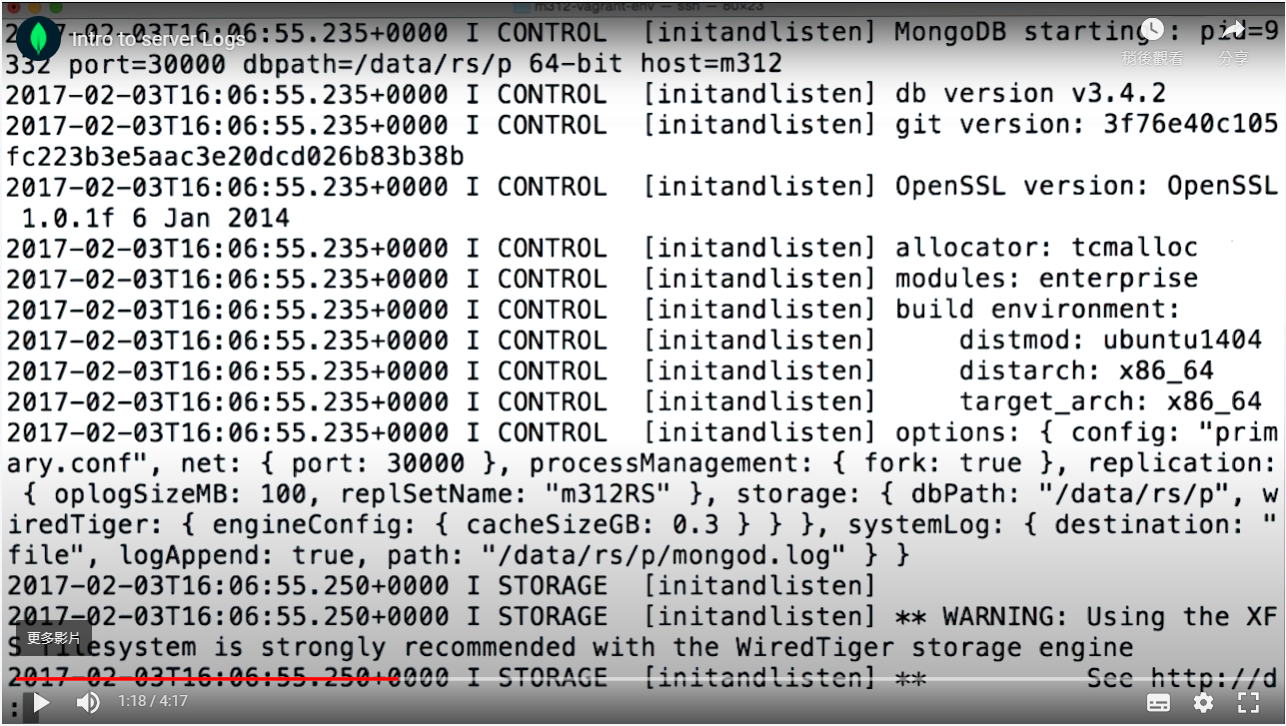 m312-vagrant-env — ssh — 80×23
Intro to server Logs
稍後觀看
分享
2017-02-03T16:06:55.235+0000 I CONTROL  [initandlisten] MongoDB starting : pid=9
332 port=30000 dbpath=/data/rs/p 64-bit host=m312
2017-02-03T16:06:55.235+0000 I CONTROL  [initandlisten] db version v3.4.2
2017-02-03T16:06:55.235+0000 I CONTROL  [initandlisten] git version: 3f76e40c105
fc223b3e5aac3e20dcd026b83b38b
2017-02-03T16:06:55.235+0000 I CONTROL  [initandlisten] OpenSSL version: OpenSSL
 1.0.1f 6 Jan 2014
2017-02-03T16:06:55.235+0000 I CONTROL  [initandlisten] allocator: tcmalloc
2017-02-03T16:06:55.235+0000 I CONTROL  [initandlisten] modules: enterprise
2017-02-03T16:06:55.235+0000 I CONTROL  [initandlisten] build environment:
2017-02-03T16:06:55.235+0000 I CONTROL  [initandlisten]     distmod: ubuntu1404
2017-02-03T16:06:55.235+0000 I CONTROL  [initandlisten]     distarch: x86_64
2017-02-03T16:06:55.235+0000 I CONTROL  [initandlisten]     target_arch: x86_64
2017-02-03T16:06:55.235+0000 I CONTROL  [initandlisten] options: { config: "prim
ary.conf", net: { port: 30000 }, processManagement: { fork: true }, replication:
 { oplogSizeMB: 100, replSetName: "m312RS" }, storage: { dbPath: "/data/rs/p", w
iredTiger: { engineConfig: { cacheSizeGB: 0.3 } } }, systemLog: { destination: "
file", logAppend: true, path: "/data/rs/p/mongod.log" } }
2017-02-03T16:06:55.250+0000 I STORAGE  [initandlisten]
2017-02-03T16:06:55.250+0000 I STORAGE  [initandlisten] ** WARNING: Using the XF
S filesystem is strongly recommended with the WiredTiger storage engine
更多影片
2017-02-03T16:06:55.250+0000 I STORAGE  [initandlisten] **          See http://d
:
1:18 / 4:17